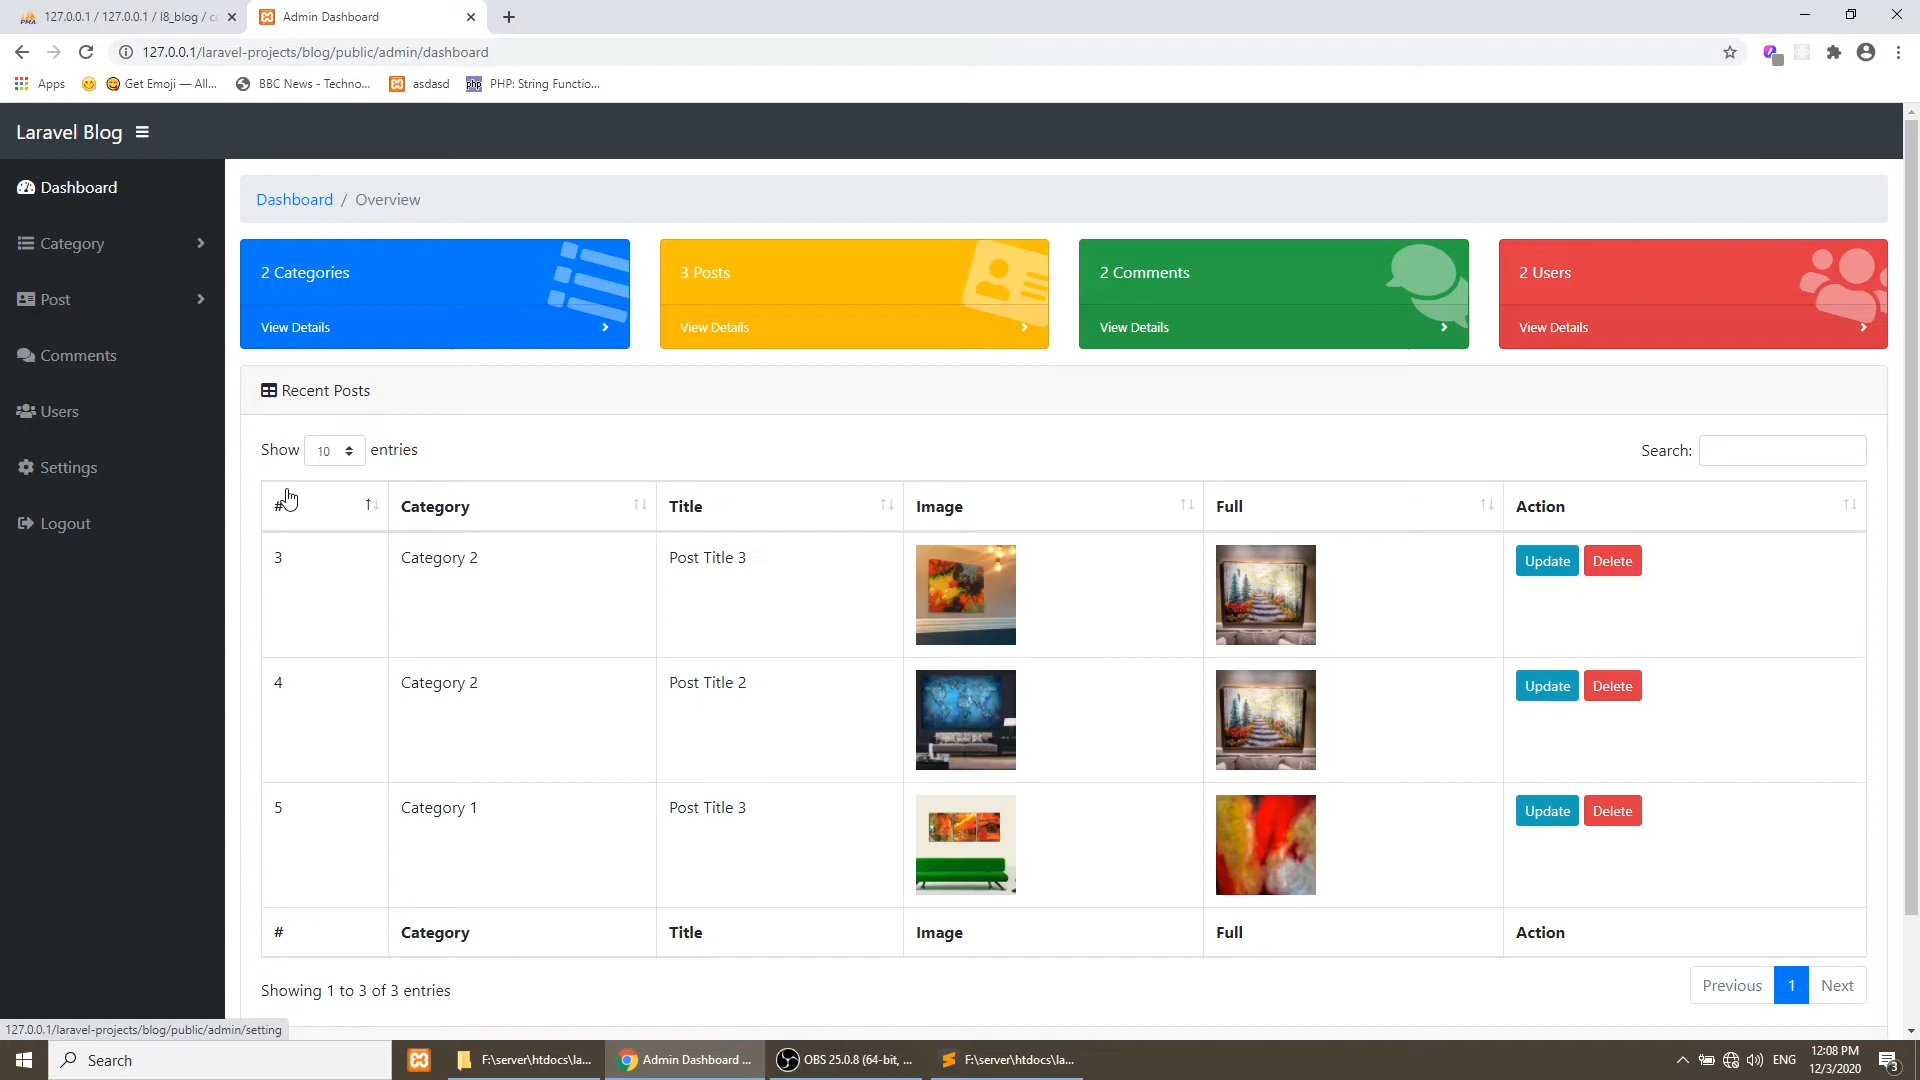 127.0.0.1 / 127.0.0.1 / l8_blog / c
Admin Dashboard
127.0.0.1/laravel-projects/blog/public/admin/dashboard
Apps
Get Emoji — All...
BBC News - Techno...
asdasd
php
PHP: String Functio...
Laravel Blog
Dashboard
Category
Post
Comments
Users
Settings
Logout
Dashboard / Overview
2 Categories
View Details
3 Posts
View Details
2 Comments
View Details
2 Users
View Details
Recent Posts
Show 10 entries
Search:
# Category Title Image Full Action
3 Category 2 Post Title 3 Update Delete
4 Category 2 Post Title 2 Update Delete
5 Category 1 Post Title 3 Update Delete
# Category Title Image Full Action
Showing 1 to 3 of 3 entries
Previous 1 Next
127.0.0.1/laravel-projects/blog/public/admin/setting
Search
F:\server\htdocs\la...
Admin Dashboard ...
OBS 25.0.8 (64-bit, ...
F:\server\htdocs\la...
ENG
12:08 PM
12/3/2020
3